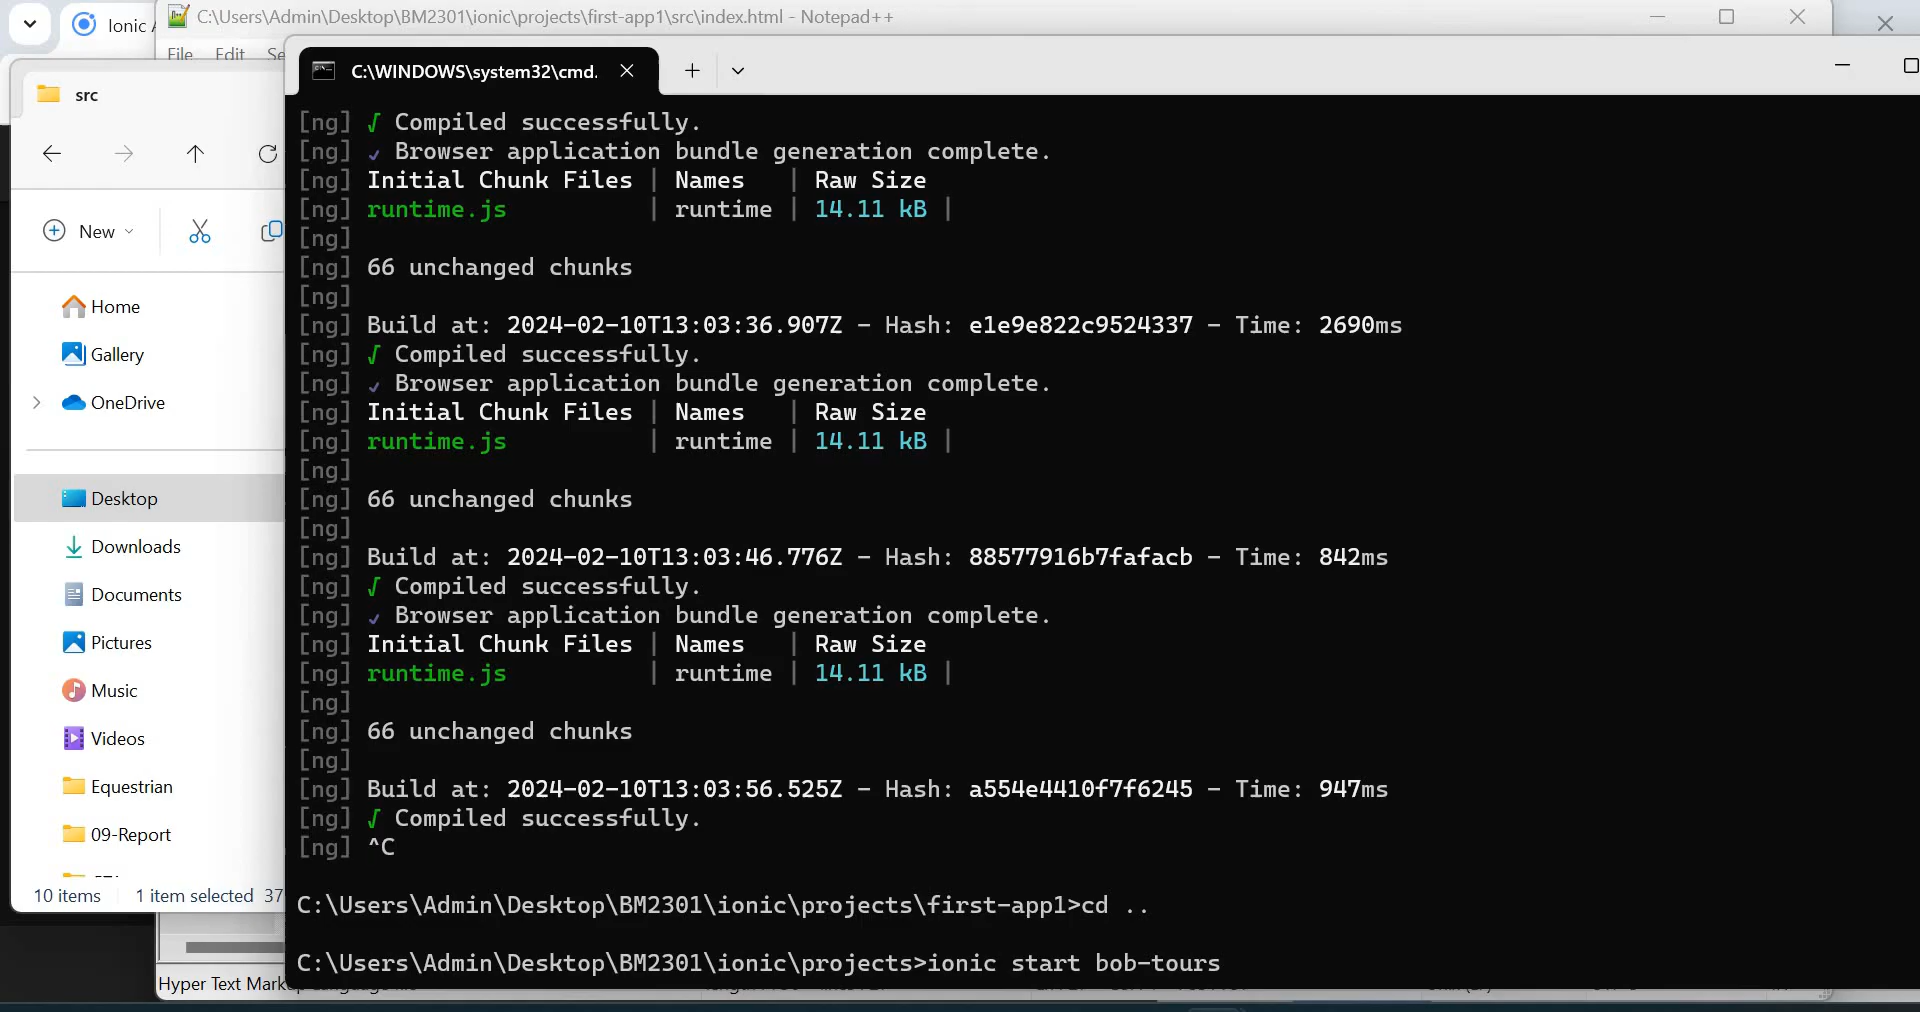 Ionic A
C:\Users\Admin\Desktop\BM2301\ionic\projects\first-app1\src\index.html - Notepad++
File Edit Se
src
New
Home
Gallery
OneDrive
Desktop
Downloads
Documents
Pictures
Music
Videos
Equestrian
09-Report
10 items 1 item selected 37
Hyper Text Marku
C:\WINDOWS\system32\cmd.
[ng] √ Compiled successfully.
[ng] ✓ Browser application bundle generation complete.
[ng] Initial Chunk Files | Names | Raw Size
[ng] runtime.js | runtime | 14.11 kB |
[ng]
[ng] 66 unchanged chunks
[ng]
[ng] Build at: 2024-02-10T13:03:36.907Z - Hash: e1e9e822c9524337 - Time: 2690ms
[ng] √ Compiled successfully.
[ng] ✓ Browser application bundle generation complete.
[ng] Initial Chunk Files | Names | Raw Size
[ng] runtime.js | runtime | 14.11 kB |
[ng]
[ng] 66 unchanged chunks
[ng]
[ng] Build at: 2024-02-10T13:03:46.776Z - Hash: 88577916b7fafacb - Time: 842ms
[ng] √ Compiled successfully.
[ng] ✓ Browser application bundle generation complete.
[ng] Initial Chunk Files | Names | Raw Size
[ng] runtime.js | runtime | 14.11 kB |
[ng]
[ng] 66 unchanged chunks
[ng]
[ng] Build at: 2024-02-10T13:03:56.525Z - Hash: a554e4410f7f6245 - Time: 947ms
[ng] √ Compiled successfully.
[ng] ^C
C:\Users\Admin\Desktop\BM2301\ionic\projects\first-app1>cd ..
C:\Users\Admin\Desktop\BM2301\ionic\projects>ionic start bob-tours